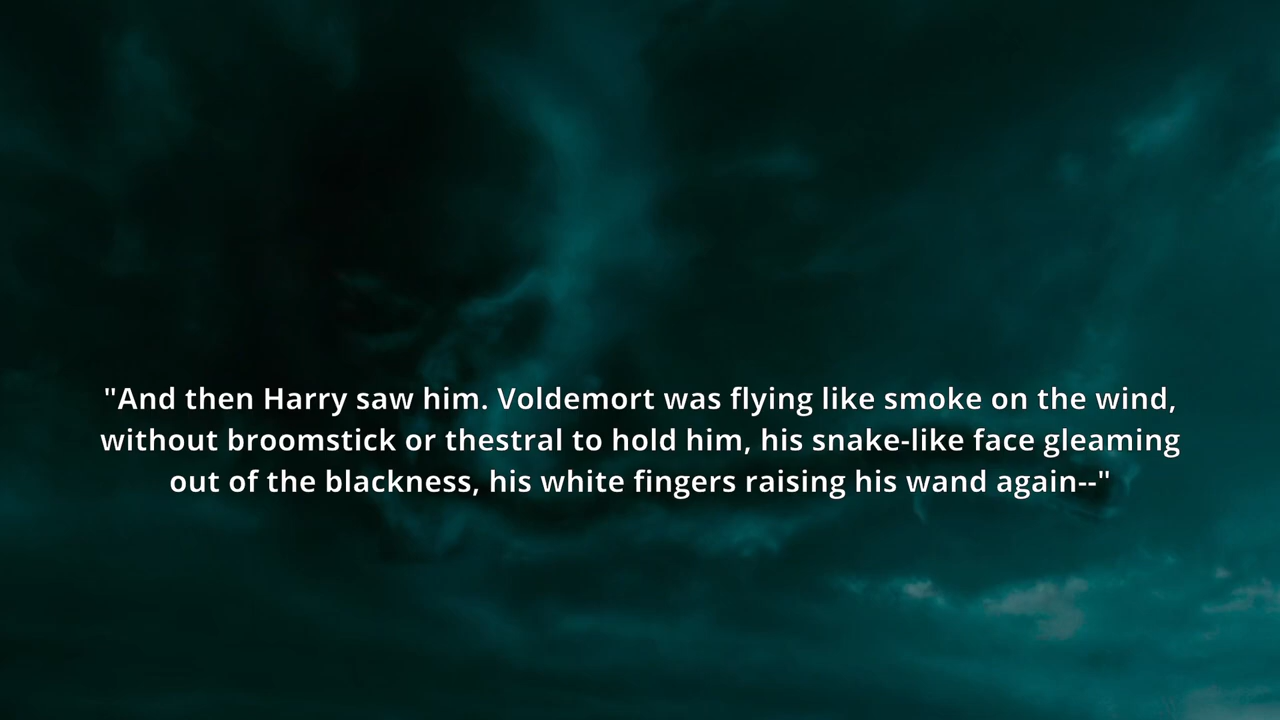 "And then Harry saw him. Voldemort was flying like smoke on the wind,
without broomstick or thestral to hold him, his snake-like face gleaming
out of the blackness, his white fingers raising his wand again--"